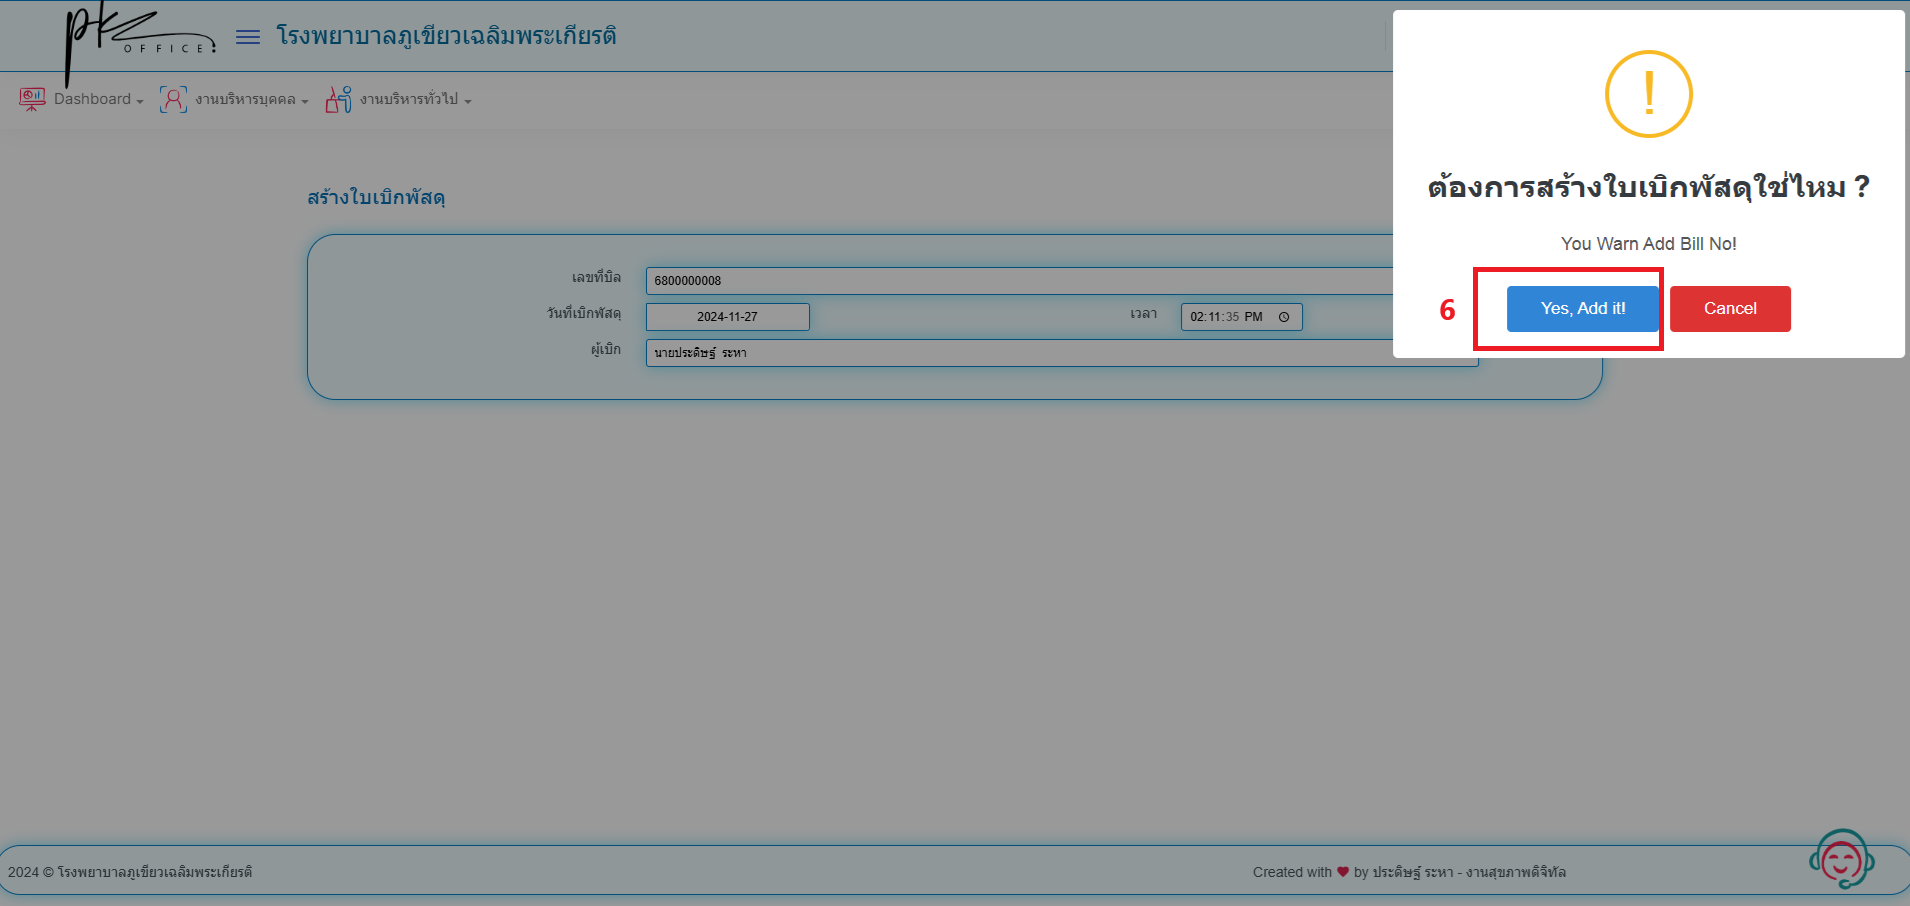 pk
OFFICE
โรงพยาบาลภูเขียวเฉลิมพระเกียรติ
Dashboard
งานบริหารบุคคล
งานบริหารทั่วไป
!
ต้องการสร้างใบเบิกพัสดุใช่ไหม ?
You Warn Add Bill No!
6
Yes, Add it!
Cancel
สร้างใบเบิกพัสดุ
เลขที่บิล
6800000008
วันที่เบิกพัสดุ
2024-11-27
เวลา
02:11:35 PM
ผู้เบิก
นายประดิษฐ์ ระหา
2024 © โรงพยาบาลภูเขียวเฉลิมพระเกียรติ
Created with ♥ by ประดิษฐ์ ระหา - งานสุขภาพดิจิทัล